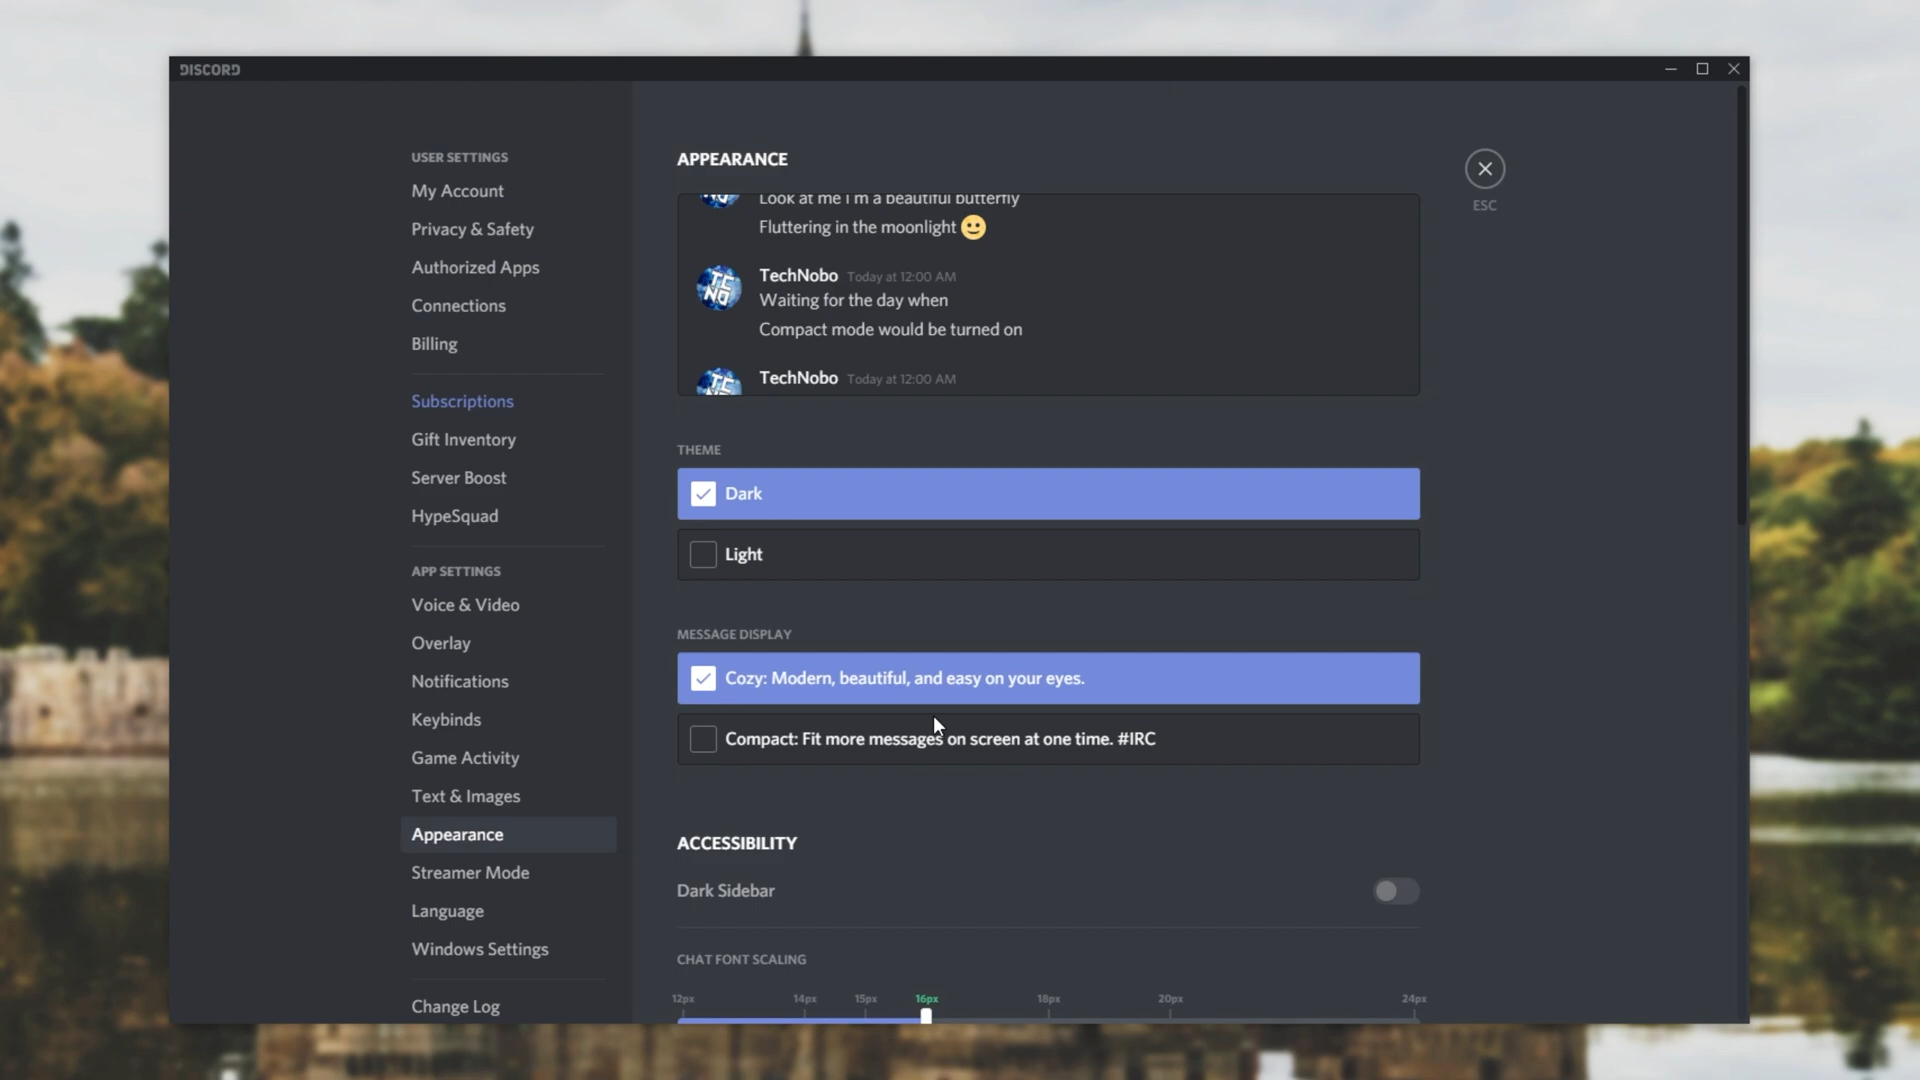 DISCORD
USER SETTINGS
My Account
Privacy & Safety
Authorized Apps
Connections
Billing
Subscriptions
Gift Inventory
Server Boost
HypeSquad
APP SETTINGS
Voice & Video
Overlay
Notifications
Keybinds
Game Activity
Text & Images
Appearance
Streamer Mode
Language
Windows Settings
Change Log
APPEARANCE
Look at me I'm a beautiful butterfly
Fluttering in the moonlight 🙂
TechNobo Today at 12:00 AM
Waiting for the day when
Compact mode would be turned on
TechNobo Today at 12:00 AM
THEME
Dark
Light
MESSAGE DISPLAY
Cozy: Modern, beautiful, and easy on your eyes.
Compact: Fit more messages on screen at one time. #IRC
ACCESSIBILITY
Dark Sidebar
CHAT FONT SCALING
12px 14px 15px 16px 18px 20px 24px
ESC